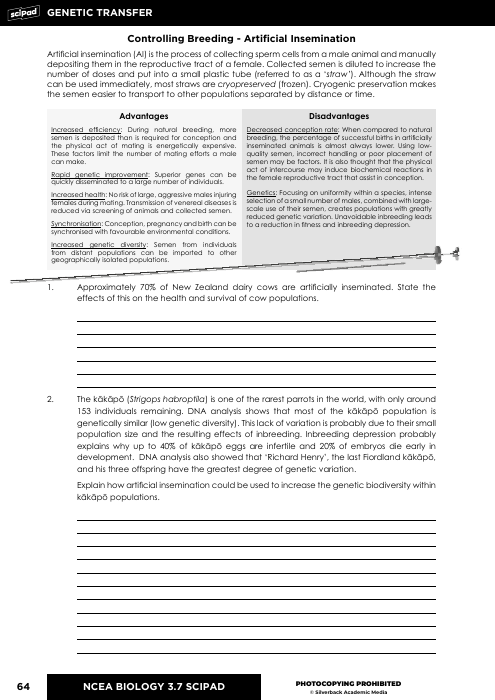 scipad GENETIC TRANSFER
Controlling Breeding - Artificial Insemination
Artificial insemination (AI) is the process of collecting sperm cells from a male animal and manually
depositing them in the reproductive tract of a female. Collected semen is diluted to increase the
number of doses and put into a small plastic tube (referred to as a 'straw'). Although the straw
can be used immediately, most straws are cryopreserved (frozen). Cryogenic preservation makes
the semen easier to transport to other populations separated by distance or time.
Advantages
Increased efficiency: During natural breeding, more
semen is deposited than is required for conception and
the physical act of mating is energetically expensive.
These factors limit the number of mating efforts a male
can make.
Rapid genetic improvement: Superior genes can be
quickly disseminated to a large number of individuals.
Increased health: No risk of large, aggressive males injuring
females during mating. Transmission of venereal diseases is
reduced via screening of animals and collected semen.
Synchronisation: Conception, pregnancy and birth can be
synchronised with favourable environmental conditions.
Increased genetic diversity: Semen from individuals
from distant populations can be imported to other
geographically isolated populations.
Disadvantages
Decreased conception rate: When compared to natural
breeding, the percentage of successful births in artificially
inseminated animals is almost always lower. Using low-
quality semen, incorrect handling or poor placement of
semen may be factors. It is also thought that the physical
act of intercourse may induce biochemical reactions in
the female reproductive tract that assist in conception.
Genetics: Focusing on uniformity within a species, intense
selection of a small number of males, combined with large-
scale use of their semen, creates populations with greatly
reduced genetic variation. Unavoidable inbreeding leads
to a reduction in fitness and inbreeding depression.
1. Approximately 70% of New Zealand dairy cows are artificially inseminated. State the
effects of this on the health and survival of cow populations.
2. The kākāpō (Strigops habroptila) is one of the rarest parrots in the world, with only around
153 individuals remaining. DNA analysis shows that most of the kākāpō population is
genetically similar (low genetic diversity). This lack of variation is probably due to their small
population size and the resulting effects of inbreeding. Inbreeding depression probably
explains why up to 40% of kākāpō eggs are infertile and 20% of embryos die early in
development. DNA analysis also showed that 'Richard Henry', the last Fiordland kākāpō,
and his three offspring have the greatest degree of genetic variation.
Explain how artificial insemination could be used to increase the genetic biodiversity within
kākāpō populations.
64 NCEA BIOLOGY 3.7 SCIPAD PHOTOCOPYING PROHIBITED
© Silverback Academic Media